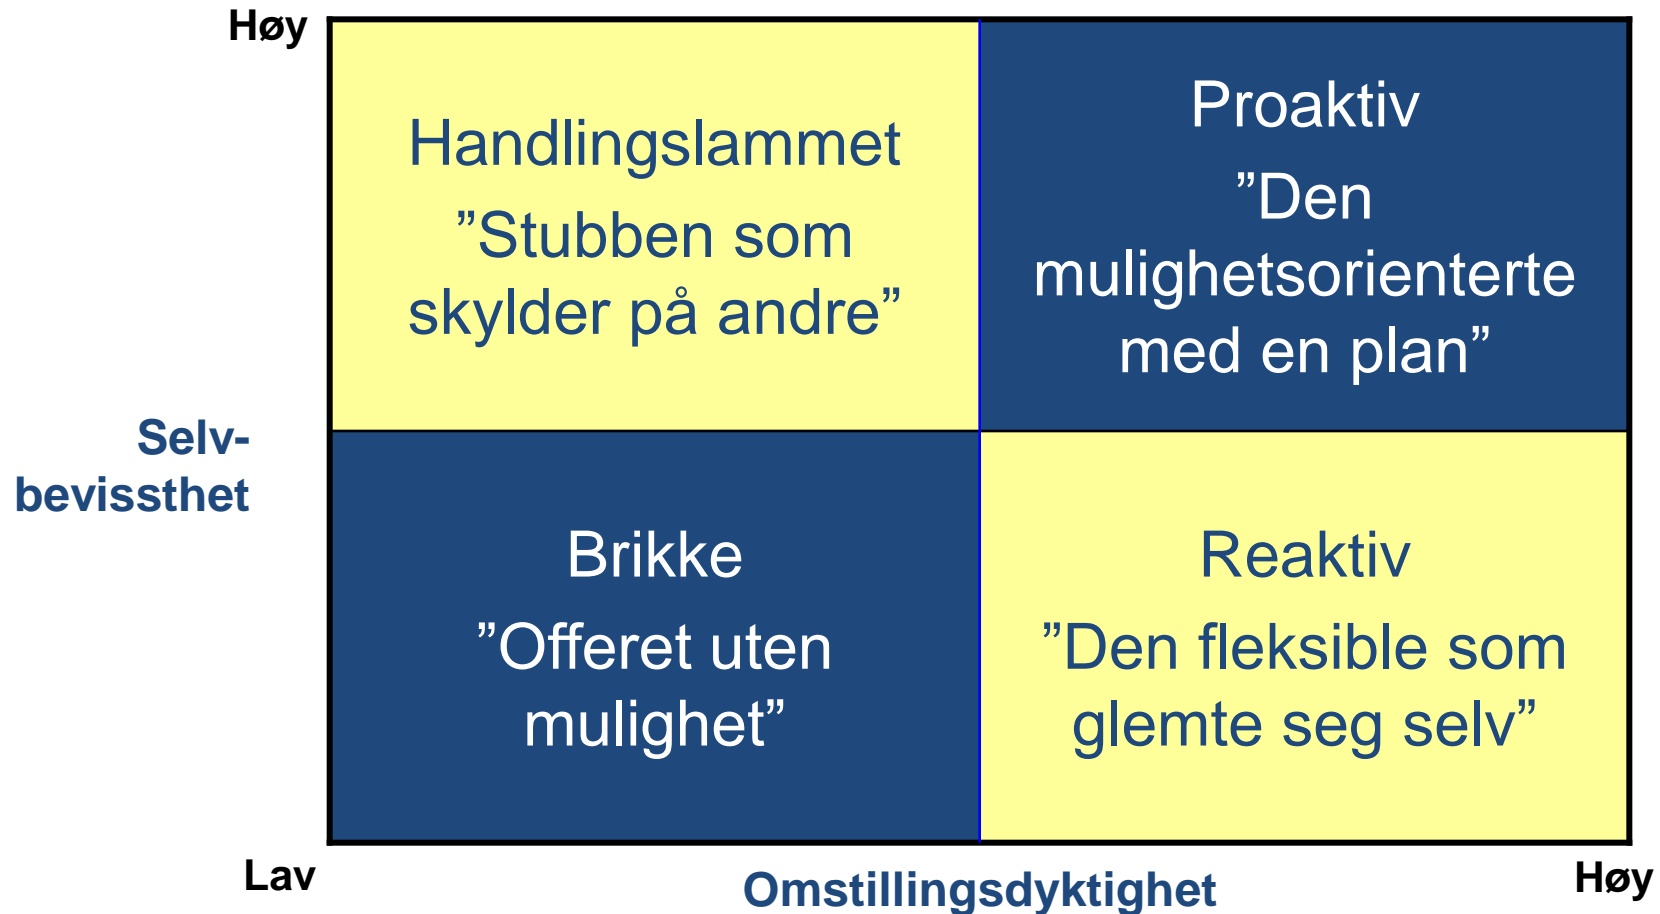 Høy
Handlingslammet
”Stubben som
skylder på andre”
Proaktiv
”Den
mulighetsorienterte
med en plan”
Selv-
bevissthet
Brikke
”Offeret uten
mulighet”
Reaktiv
”Den fleksible som
glemte seg selv”
Lav
Omstillingsdyktighet
Høy